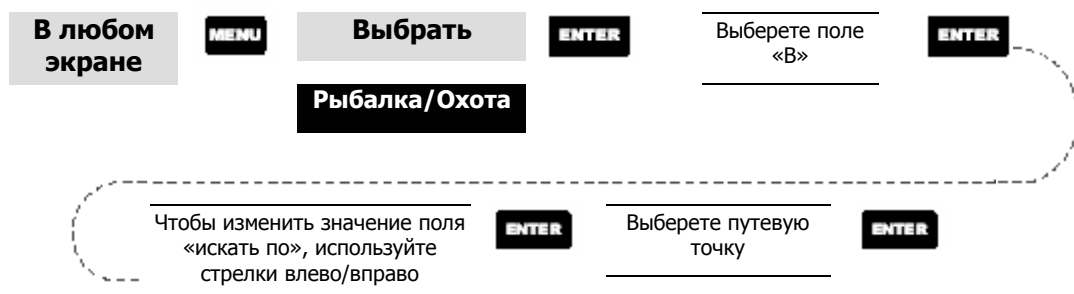 В любом
экране
MENU
Выбрать
Рыбалка/Охота
ENTER
Выберете поле
«В»
ENTER
Чтобы изменить значение поля
«искать по», используйте
стрелки влево/вправо
ENTER
Выберете путевую
точку
ENTER